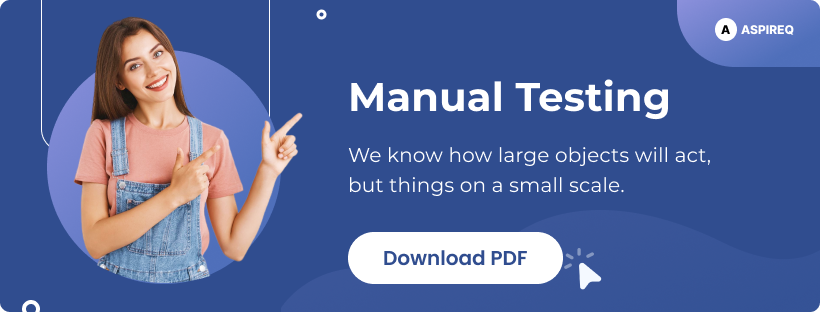 A ASPIREQ
Manual Testing
We know how large objects will act,
but things on a small scale.
Download PDF